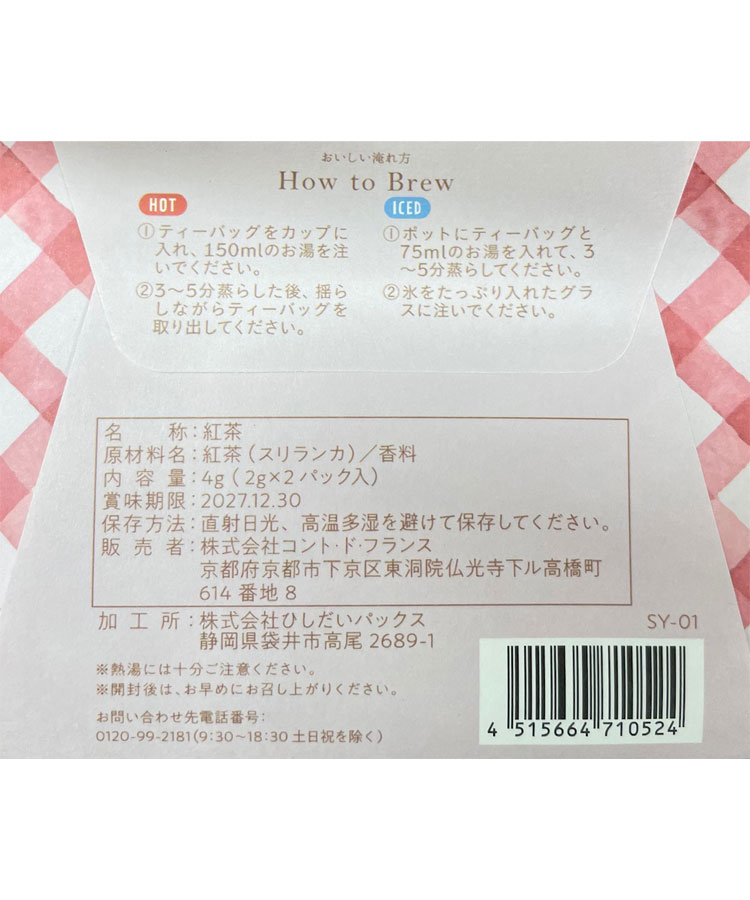 おいしい淹れ方
How to Brew
HOT
①ティーバッグをカップに
入れ、150mlのお湯を注
いでください。
②3〜5分蒸らした後、揺ら
しながらティーバッグを
取り出してください。
ICED
①ポットにティーバッグと
75mlのお湯を入れて、3
〜5分蒸らしてください。
②氷をたっぷり入れたグラ
スに注いでください。
名称:紅茶
原材料名:紅茶(スリランカ)/香料
内容量:4g(2g×2パック入)
賞味期限:2027.12.30
保存方法:直射日光、高温多湿を避けて保存してください。
販売者:株式会社コント・ド・フランス
京都府京都市下京区東洞院仏光寺下ル高橋町
614番地8
加工所:株式会社ひしだいパックス
静岡県袋井市高尾2689-1
SY-01
※熱湯には十分ご注意ください。
※開封後は、お早めにお召し上がりください。
お問い合わせ先電話番号:
0120-99-2181(9:30〜18:30 土日祝を除く)
4 515664 710524